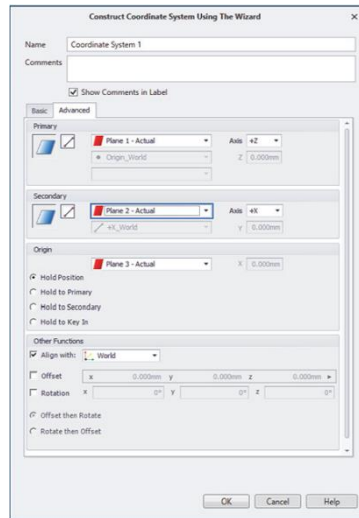 Construct Coordinate System Using The Wizard
Name Coordinate System 1
Comments
Show Comments in Label
Basic Advanced
Primary
Plane 1 - Actual Axis +Z
Origin_World Z 0.000mm
Secondary
Plane 2 - Actual Axis +X
+X_World y 0.000mm
Origin
Plane 3 - Actual X 0.000mm
Hold Position
Hold to Primary
Hold to Secondary
Hold to Key In
Other Functions
Align with: World
Offset x 0.000mm y 0.000mm z 0.000mm
Rotation x 0° y 0° z 0°
Offset then Rotate
Rotate then Offset
OK Cancel Help